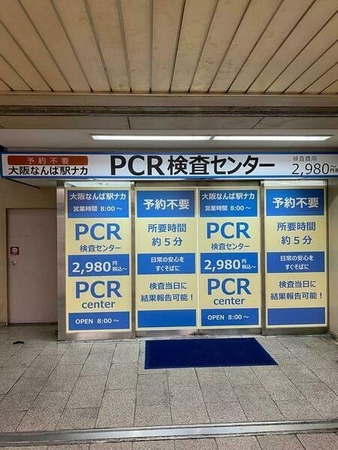 予約不要
大阪なんば駅ナカ
PCR検査センター
検査費用
2,980円
大阪なんば駅ナカ
営業時間 8:00～
PCR
検査センター
2,980円
税込～
PCR
center
OPEN 8:00～
予約不要
所要時間
約5分
日常の安心を
すぐそばに
検査当日に
結果報告可能！
大阪なんば駅ナカ
営業時間 8:00～
PCR
検査センター
2,980円
税込～
PCR
center
OPEN 8:00～
予約不要
所要時間
約5分
日常の安心を
すぐそばに
検査当日に
結果報告可能！